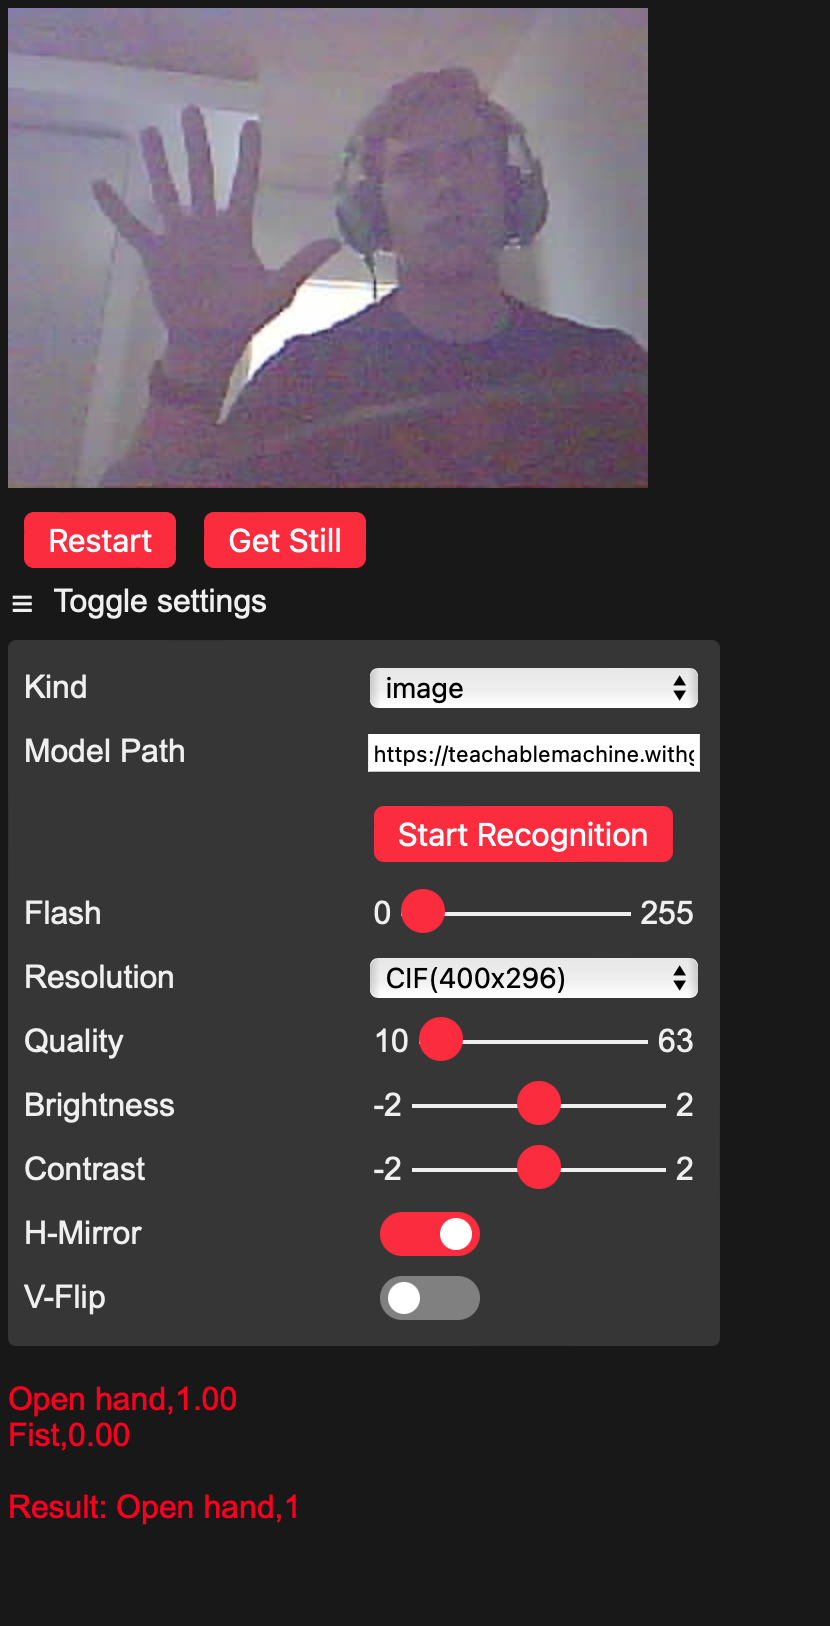 Restart Get Still
≡ Toggle settings
Kind image
Model Path https://teachablemachine.withg
Start Recognition
Flash 0 255
Resolution CIF(400x296)
Quality 10 63
Brightness -2 2
Contrast -2 2
H-Mirror
V-Flip
Open hand,1.00
Fist,0.00
Result: Open hand,1